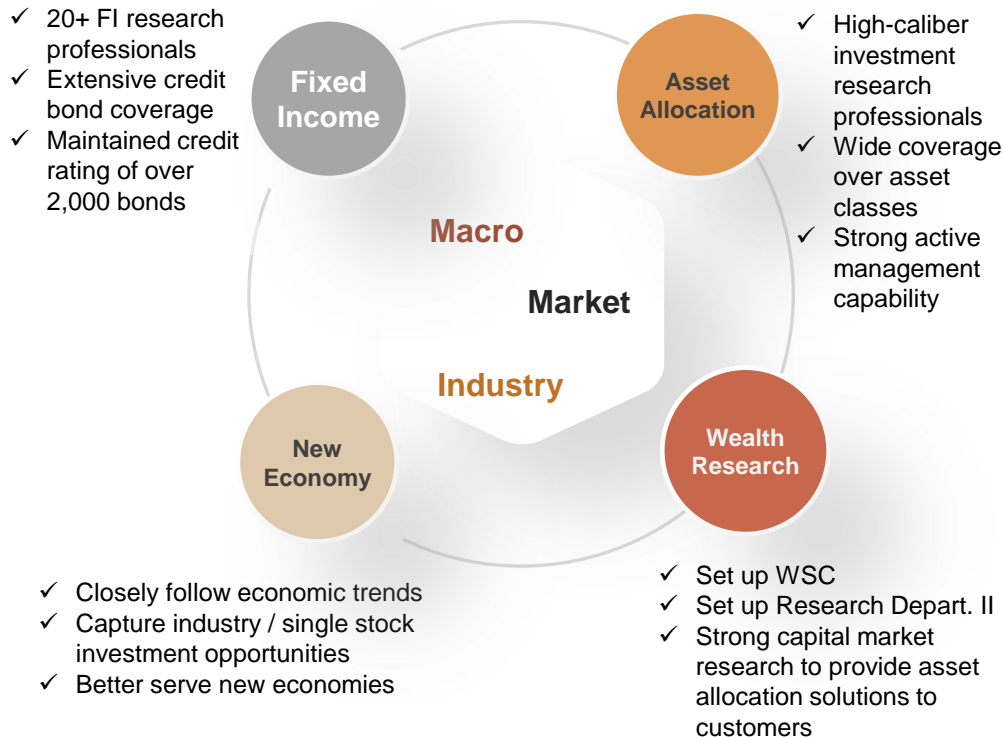 ✓ 20+ FI research
professionals
✓ Extensive credit
bond coverage
✓ Maintained credit
rating of over
2,000 bonds
Fixed
Income
Asset
Allocation
✓ High-caliber
investment
research
professionals
✓ Wide coverage
over asset
classes
✓ Strong active
management
capability
Macro
Market
Industry
New
Economy
Wealth
Research
✓ Closely follow economic trends
✓ Capture industry / single stock
investment opportunities
✓ Better serve new economies
✓ Set up WSC
✓ Set up Research Depart. II
✓ Strong capital market
research to provide asset
allocation solutions to
customers